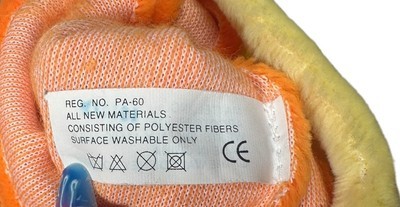 REG. NO. PA-60
ALL NEW MATERIALS
CONSISTING OF POLYESTER FIBERS
SURFACE WASHABLE ONLY
CE